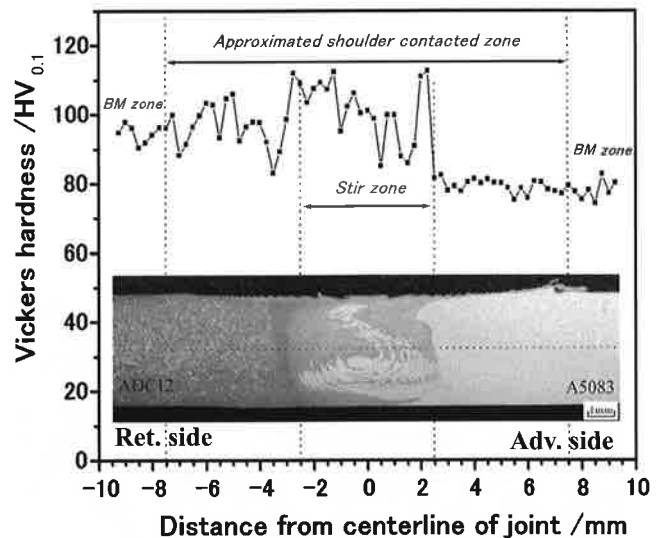 Approximated shoulder contacted zone
BM zone
BM zone
Stir zone
ADC12
A5083
1mm
Ret. side
Adv. side
Vickers hardness /HV0.1
120
100
80
60
40
20
0
−10 −8 −6 −4 −2 0 2 4 6 8 10
Distance from centerline of joint /mm